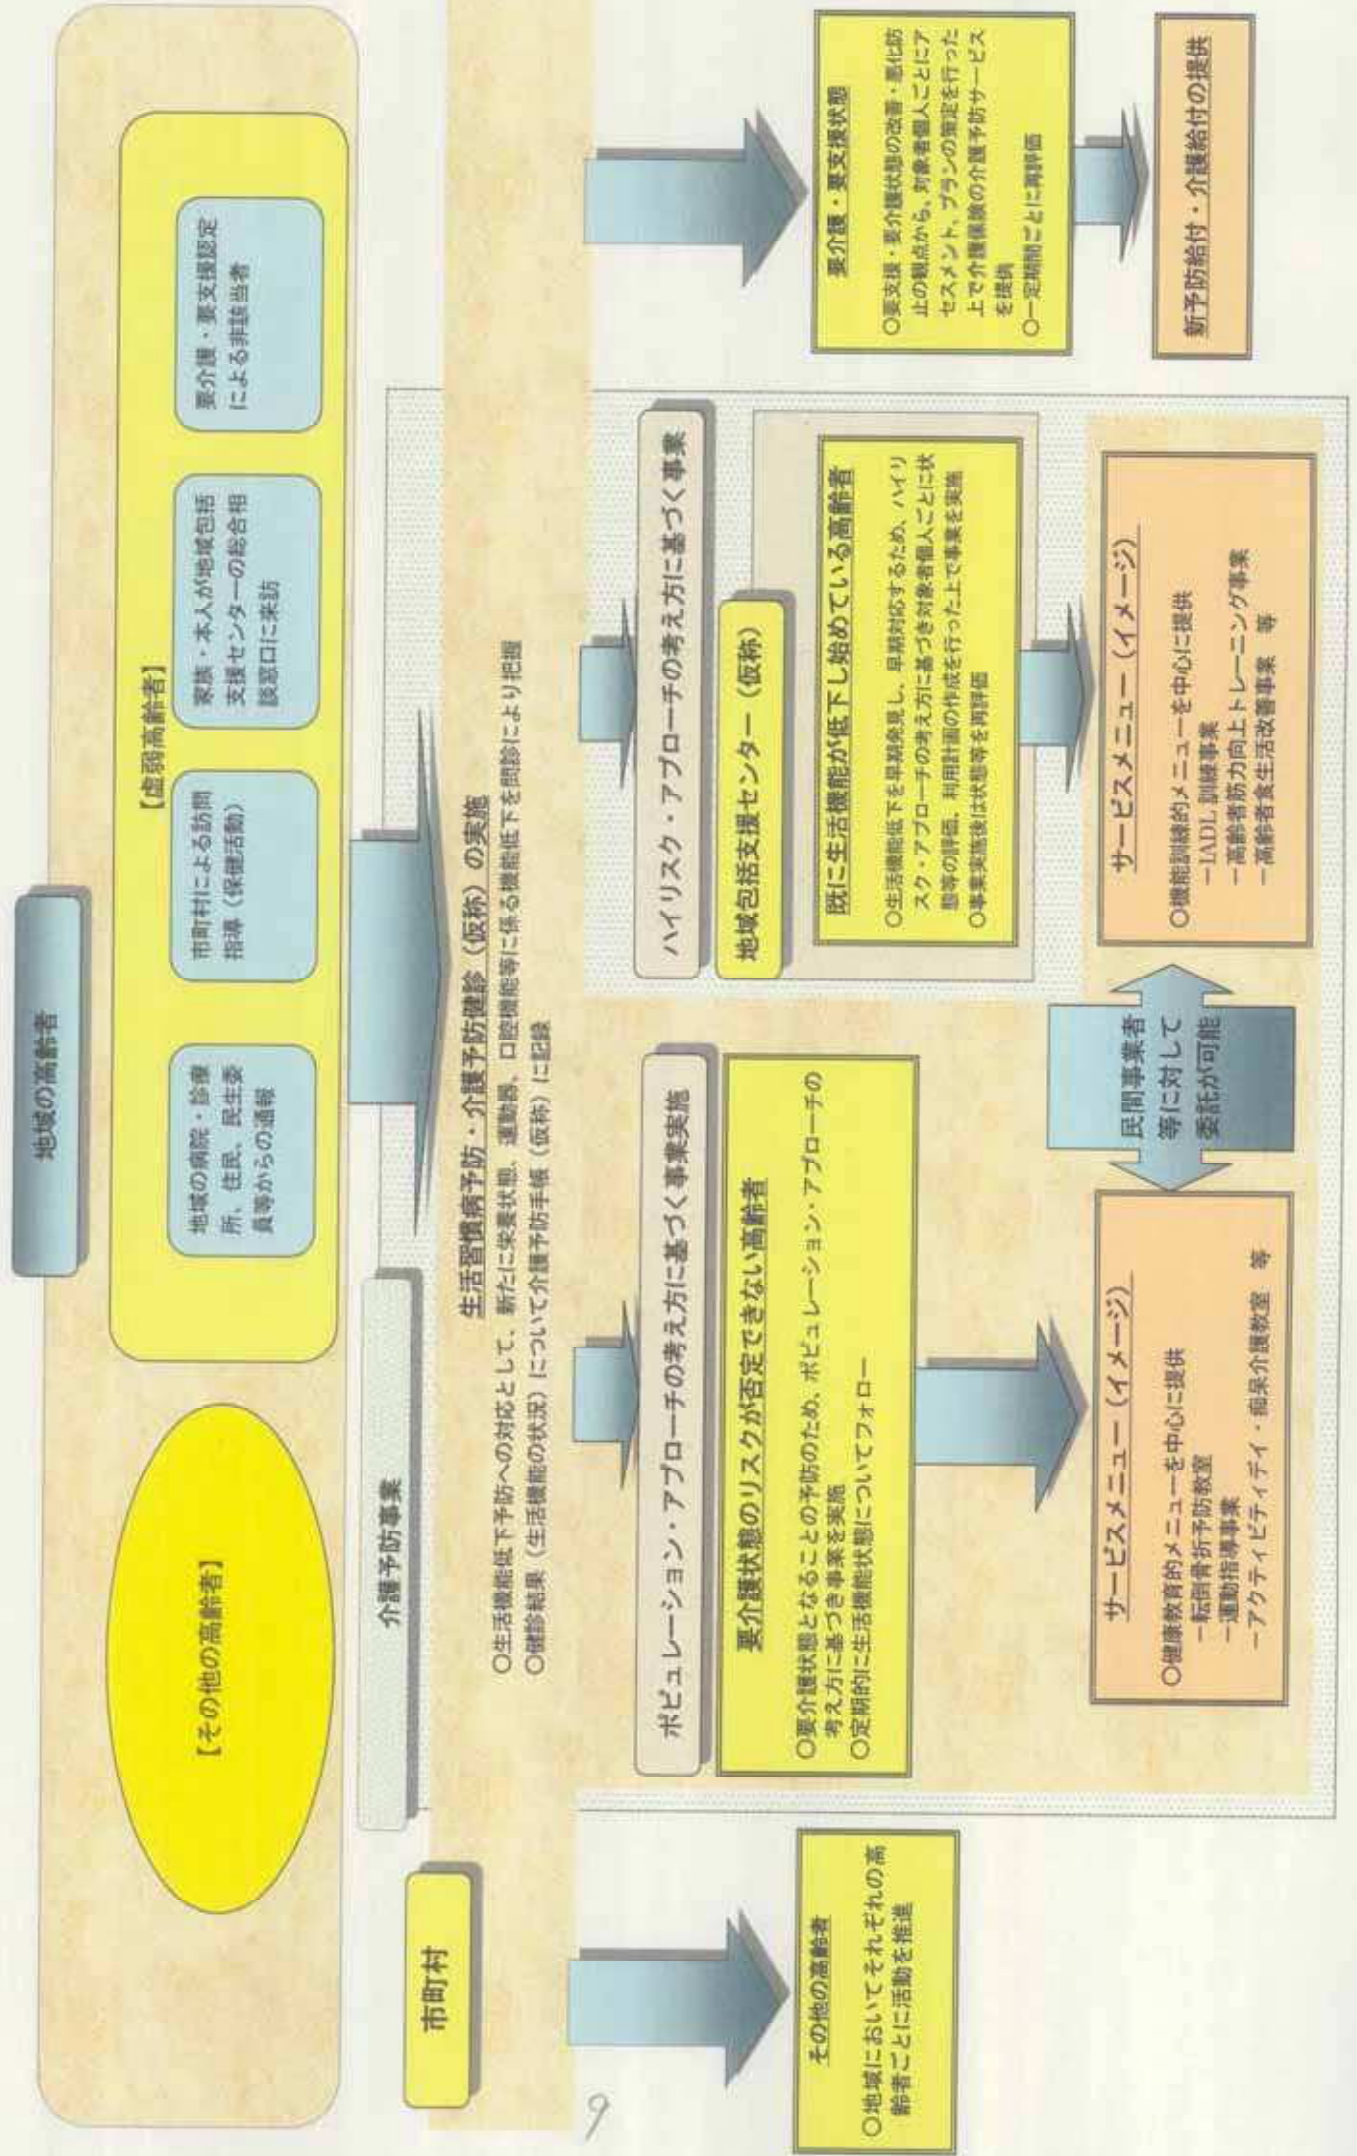 地域の高齢者
【その他の高齢者】
【虚弱高齢者】
地域の病院・診療
所、住民、民生委
員等からの通報
市町村による訪問
指導（保健活動）
家族・本人が地域包括
支援センターの総合相
談窓口に来訪
要介護・要支援認定
による非該当者
市町村
介護予防事業
生活習慣病予防・介護予防健診（仮称）の実施
○生活機能低下予防への対応として、新たに栄養状態、運動器、口腔機能等に係る機能低下を問診により把握
○健診結果（生活機能の状況）について介護予防手帳（仮称）に記録
その他の高齢者
○地域においてそれぞれの高
齢者ごとに活動を推進
ポピュレーション・アプローチの考え方に基づく事業実施
要介護状態のリスクが否定できない高齢者
○要介護状態となることの予防のため、ポピュレーション・アプローチの
考え方に基づき事業を実施
○定期的に生活機能状態についてフォロー
サービスメニュー（イメージ）
○健康教育的メニューを中心に提供
－転倒骨折予防教室
－運動指導事業
－アクティビティデイ・痴呆介護教室　等
民間事業者
等に対して
委託が可能
ハイリスク・アプローチの考え方に基づく事業
地域包括支援センター（仮称）
既に生活機能が低下し始めている高齢者
○生活機能低下を早期発見し、早期対応するため、ハイリ
スク・アプローチの考え方に基づき対象者個人ごとに状
態等の評価、利用計画の作成を行った上で事業を実施
○事業実施後は状態等を再評価
サービスメニュー（イメージ）
○機能訓練的メニューを中心に提供
－IADL 訓練事業
－高齢者筋力向上トレーニング事業
－高齢者食生活改善事業　等
要介護・要支援状態
○要支援・要介護状態の改善・悪化防
止の観点から、対象者個人ごとにア
セスメント、プランの策定を行った
上で介護保険の介護予防サービス
を提供
○一定期間ごとに再評価
新予防給付・介護給付の提供
9